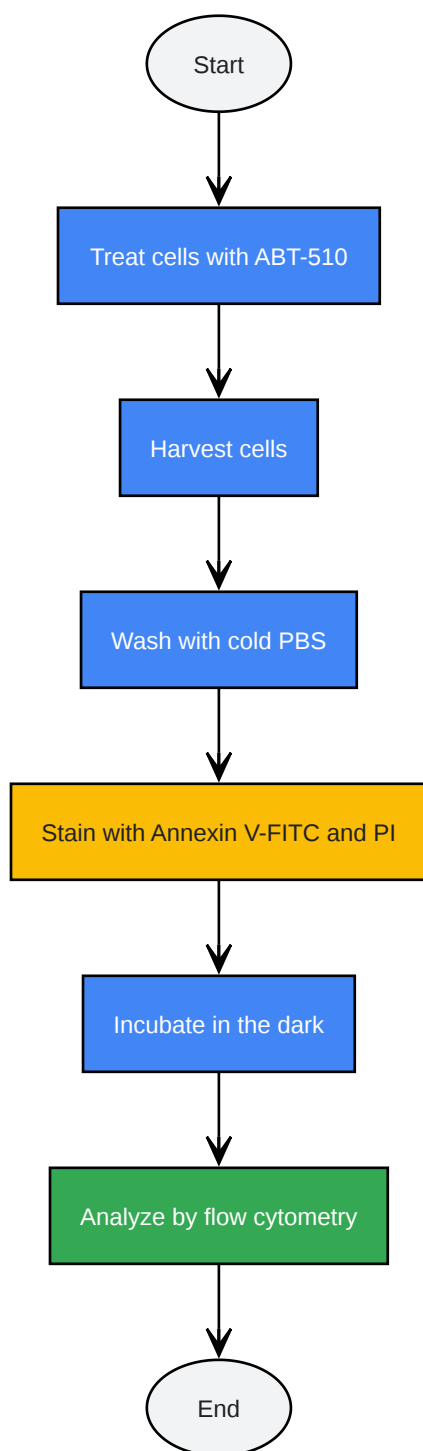 Start
Treat cells with ABT-510
Harvest cells
Wash with cold PBS
Stain with Annexin V-FITC and PI
Incubate in the dark
Analyze by flow cytometry
End